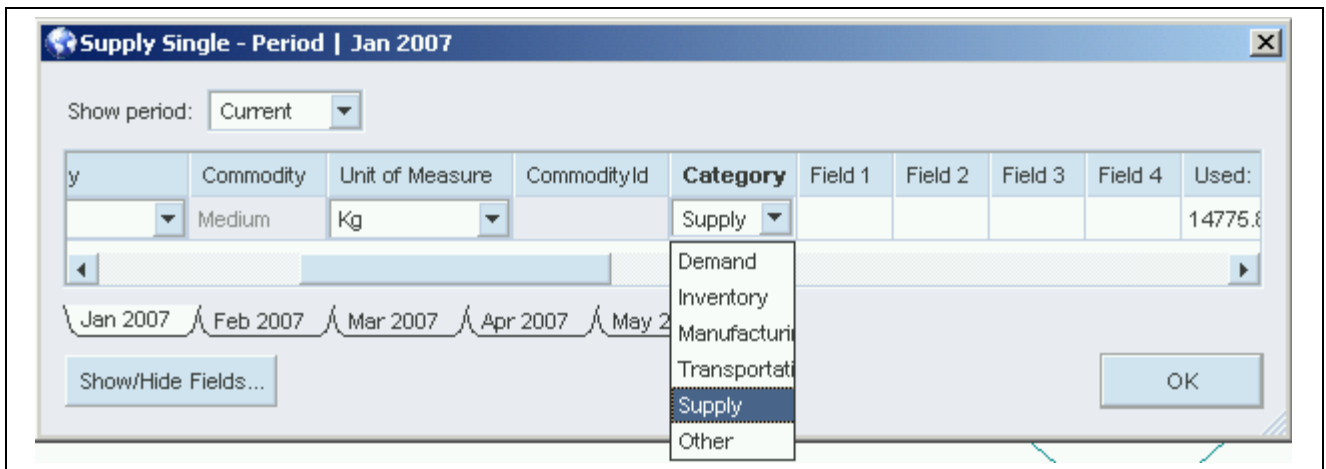 Supply Single - Period | Jan 2007
Show period: Current
y Commodity Unit of Measure CommodityId Category Field 1 Field 2 Field 3 Field 4 Used:
Medium Kg Supply 14775.8
Demand
Inventory
Jan 2007 Feb 2007 Mar 2007 Apr 2007 May 2
Manufacturin
Transportati
Show/Hide Fields... OK
Supply
Other